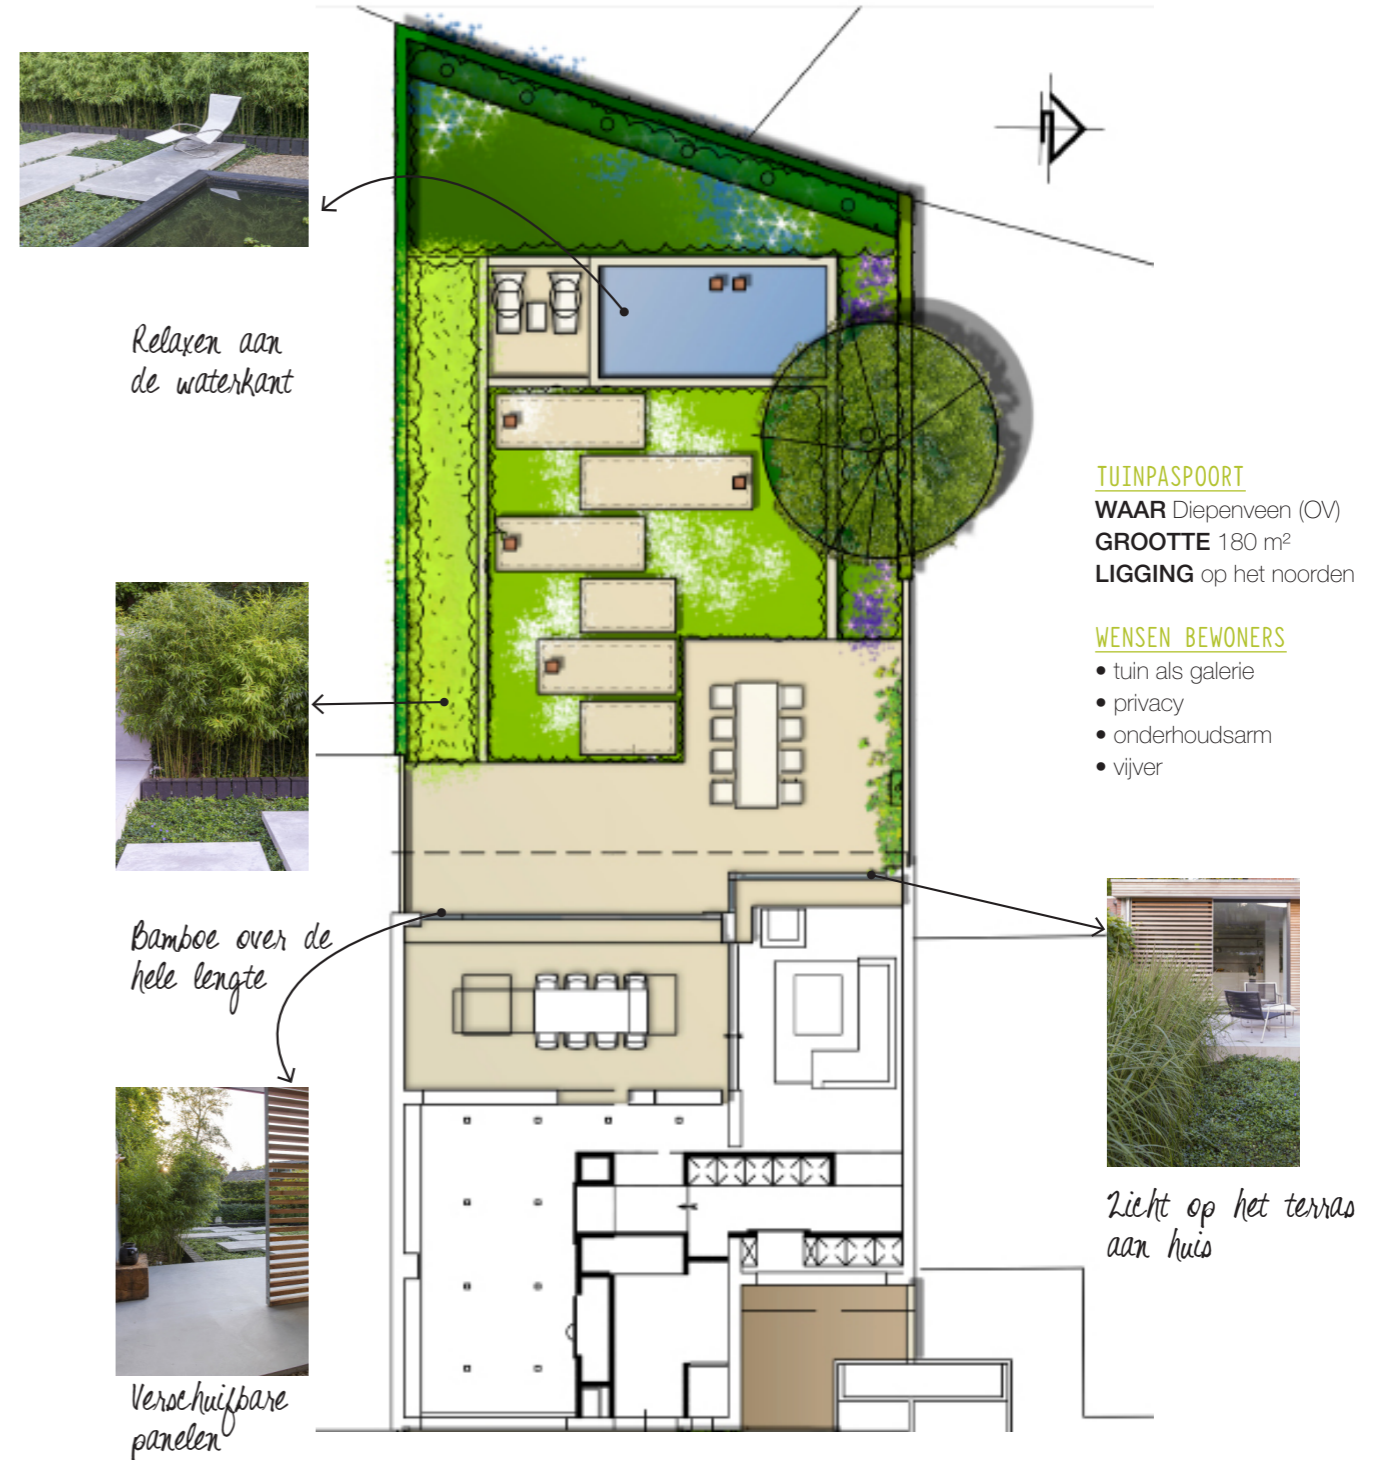 Relaxen aan
de waterkant
TUINPASPOORT
WAAR Diepenveen (OV)
GROOTTE 180 m²
LIGGING op het noorden
WENSEN BEWONERS
• tuin als galerie
• privacy
• onderhoudsarm
• vijver
Bamboe over de
hele lengte
Zicht op het terras
aan huis
Verschuifbare
panelen